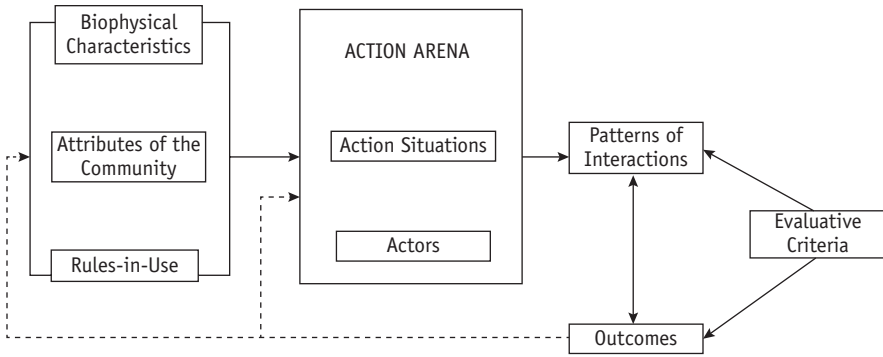 Biophysical
Characteristics
Attributes of the
Community
Rules-in-Use
ACTION ARENA
Action Situations
Actors
Patterns of
Interactions
Outcomes
Evaluative
Criteria